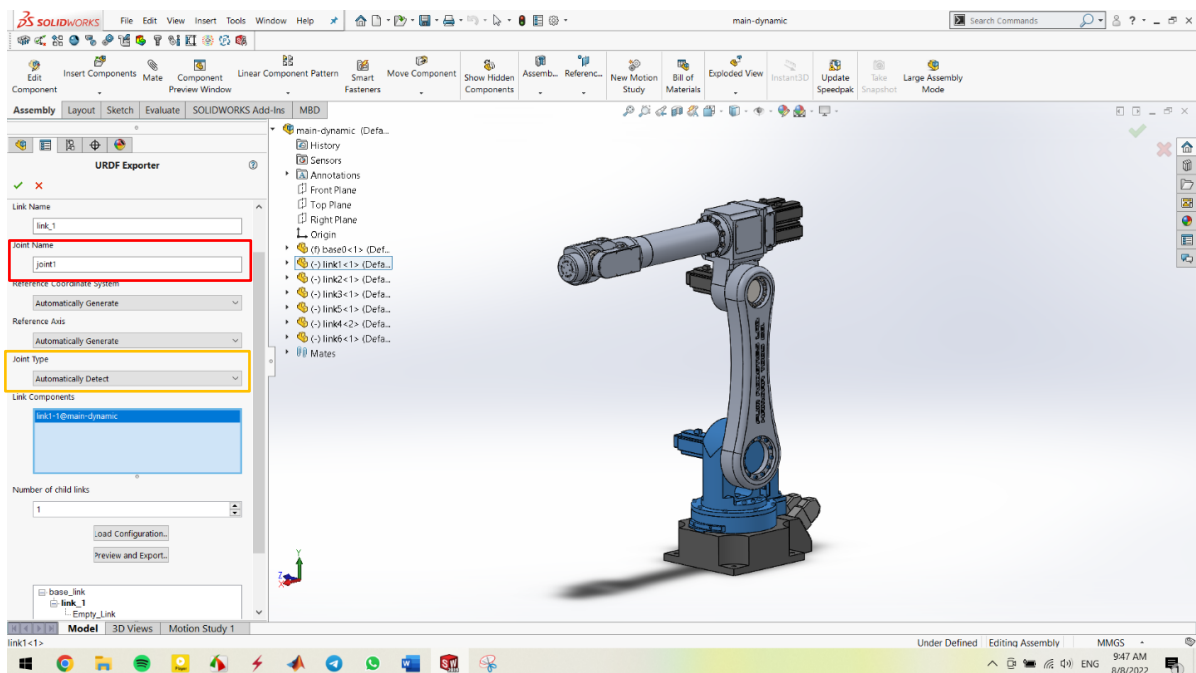 SOLIDWORKS File Edit View Insert Tools Window Help main-dynamic Search Commands
Edit Component
Insert Components
Mate
Component Preview Window
Linear Component Pattern
Smart Fasteners
Move Component
Show Hidden Components
Assemb...
Referenc...
New Motion Study
Bill of Materials
Exploded View
Instant3D
Update Speedpak
Take Snapshot
Large Assembly Mode
Assembly Layout Sketch Evaluate SOLIDWORKS Add-Ins MBD
URDF Exporter
Link Name
link_1
Joint Name
joint1
Reference Coordinate System
Automatically Generate
Reference Axis
Automatically Generate
Joint Type
Automatically Detect
Link Components
link1-1@main-dynamic
Number of child links
1
Load Configuration...
Preview and Export...
base_link
link_1
Empty_Link
main-dynamic (Defa...
History
Sensors
Annotations
Front Plane
Top Plane
Right Plane
Origin
(f) base0<1> (Def...
(-) link1<1> (Defa...
(-) link2<1> (Defa...
(-) link3<1> (Defa...
(-) link5<1> (Defa...
(-) link4<2> (Defa...
(-) link6<1> (Defa...
Mates
Y
Z
X
Model 3D Views Motion Study 1
link1<1> Under Defined Editing Assembly MMGS
ENG 9:47 AM
8/8/2022